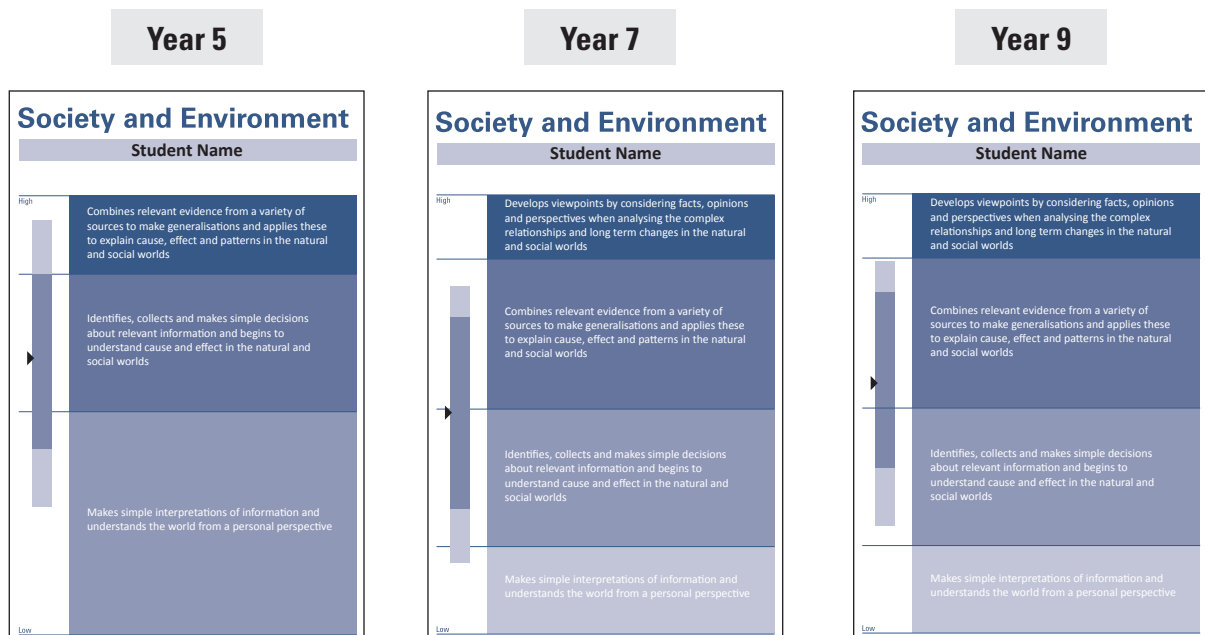 Year 5
Society and Environment
Student Name
High
Combines relevant evidence from a variety of
sources to make generalisations and applies these
to explain cause, effect and patterns in the natural
and social worlds
Identifies, collects and makes simple decisions
about relevant information and begins to
understand cause and effect in the natural and
social worlds
Makes simple interpretations of information and
understands the world from a personal perspective
Low
Year 7
Society and Environment
Student Name
High
Develops viewpoints by considering facts, opinions
and perspectives when analysing the complex
relationships and long term changes in the natural
and social worlds
Combines relevant evidence from a variety of
sources to make generalisations and applies these
to explain cause, effect and patterns in the natural
and social worlds
Identifies, collects and makes simple decisions
about relevant information and begins to
understand cause and effect in the natural and
social worlds
Makes simple interpretations of information and
understands the world from a personal perspective
Low
Year 9
Society and Environment
Student Name
High
Develops viewpoints by considering facts, opinions
and perspectives when analysing the complex
relationships and long term changes in the natural
and social worlds
Combines relevant evidence from a variety of
sources to make generalisations and applies these
to explain cause, effect and patterns in the natural
and social worlds
Identifies, collects and makes simple decisions
about relevant information and begins to
understand cause and effect in the natural and
social worlds
Makes simple interpretations of information and
understands the world from a personal perspective
Low